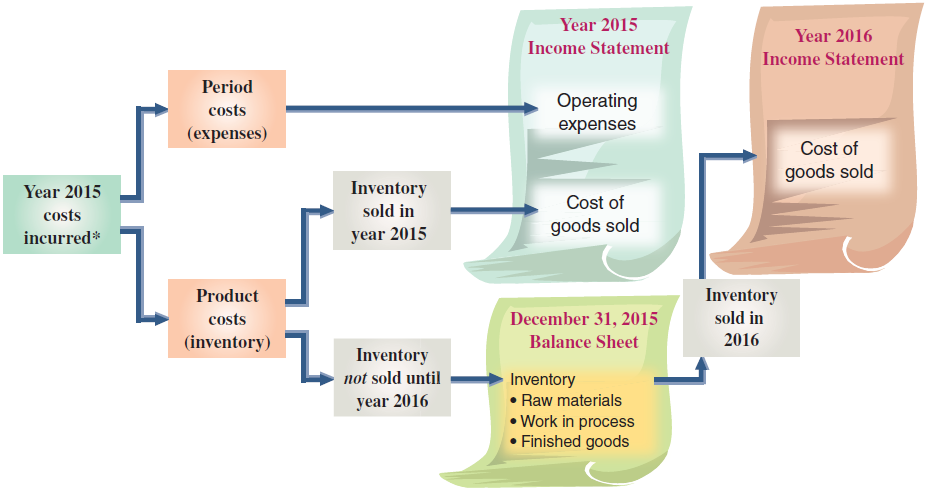 Year 2015
costs
incurred*
Period
costs
(expenses)
Product
costs
(inventory)
Inventory
sold in
year 2015
Inventory
not sold until
year 2016
Year 2015
Income Statement
Operating
expenses
Cost of
goods sold
December 31, 2015
Balance Sheet
Inventory
• Raw materials
• Work in process
• Finished goods
Inventory
sold in
2016
Year 2016
Income Statement
Cost of
goods sold